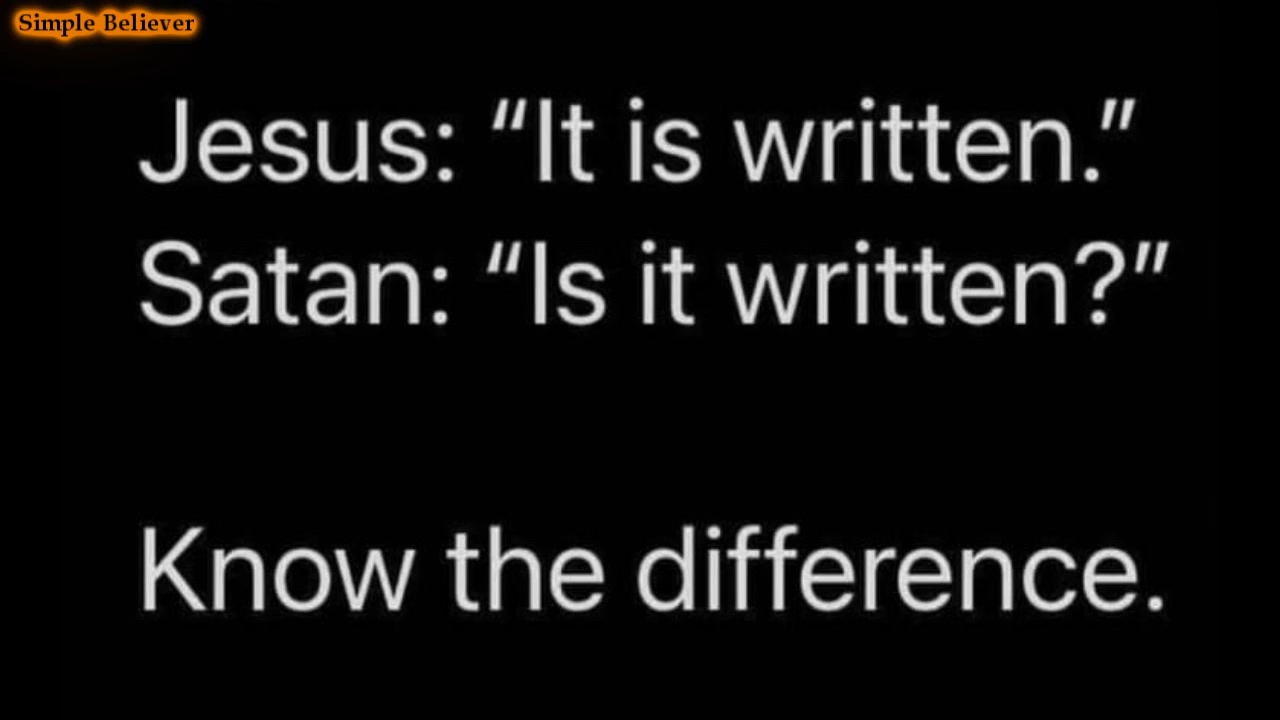 Simple Believer
Jesus: “It is written.”
Satan: “Is it written?”
Know the difference.